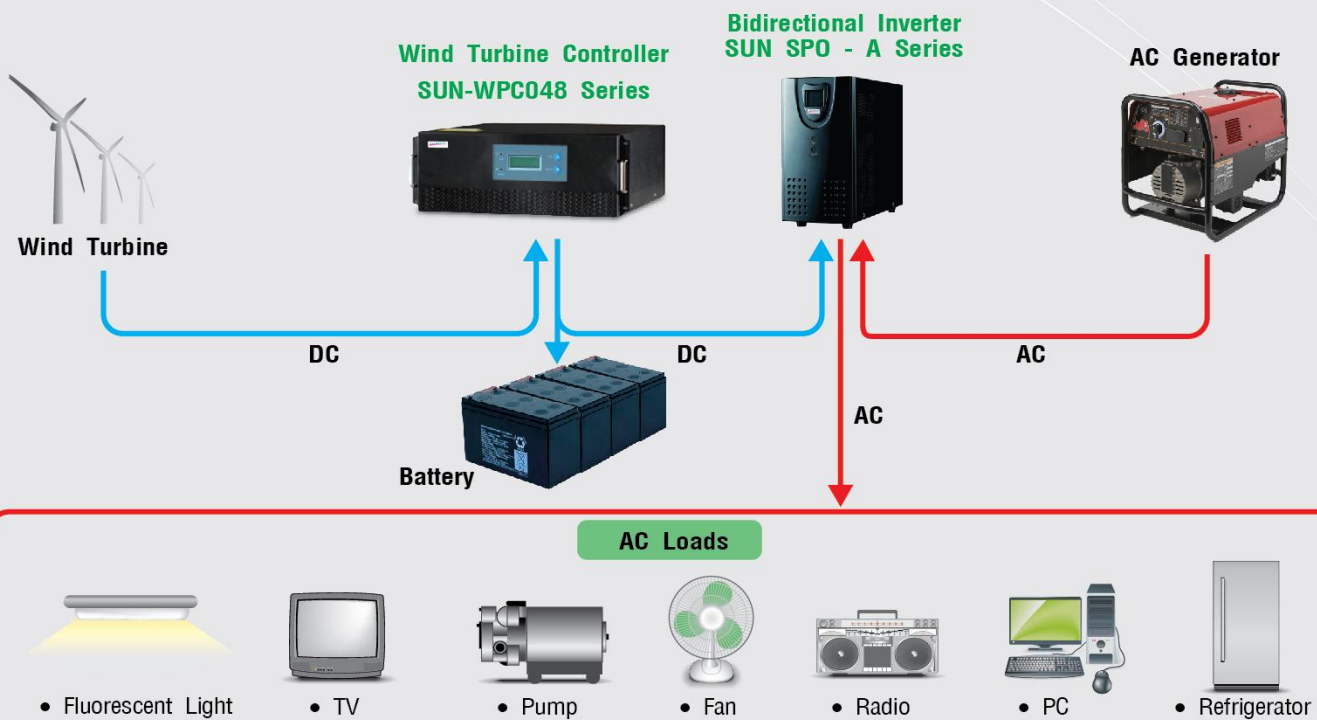 Bidirectional Inverter
SUN SPO - A Series
Wind Turbine Controller
SUN-WPC048 Series
AC Generator
Wind Turbine
DC
DC
AC
AC
Battery
AC Loads
• Fluorescent Light
• TV
• Pump
• Fan
• Radio
• PC
• Refrigerator